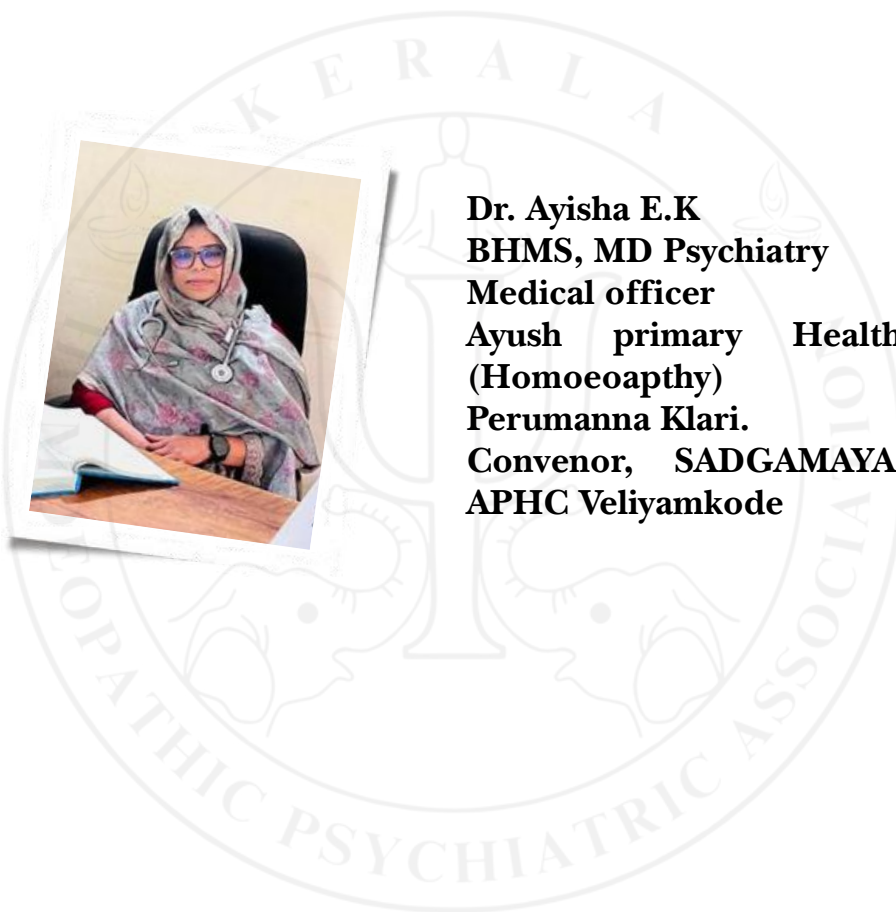 Dr. Ayisha E.K
BHMS, MD Psychiatry
Medical officer
Ayush primary Health
(Homoeoapthy)
Perumanna Klari.
Convenor, SADGAMAYA
APHC Veliyamkode
KERALA
PSYCHIATRIC